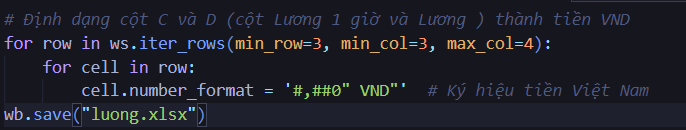 # Định dạng cột C và D (cột Lương 1 giờ và Lương ) thành tiền VND
for row in ws.iter_rows(min_row=3, min_col=3, max_col=4):
    for cell in row:
        cell.number_format = '#,##0" VND"'  # Ký hiệu tiền Việt Nam
wb.save("luong.xlsx")